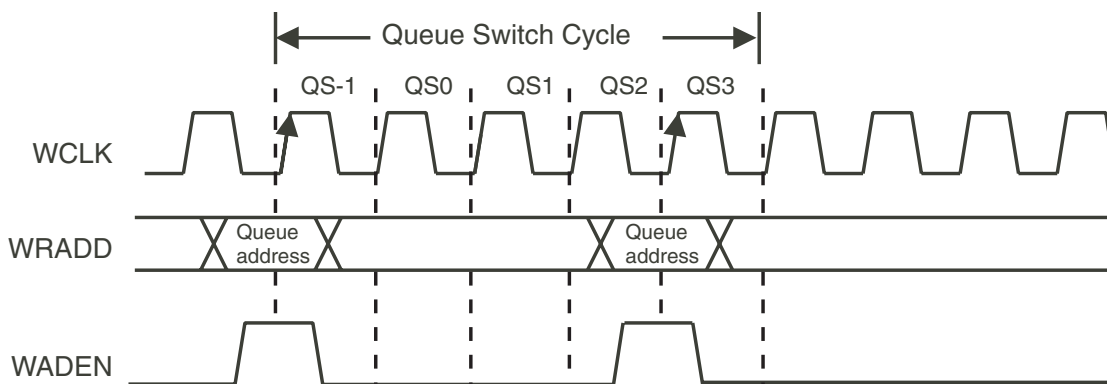 Queue Switch Cycle
QS-1 QS0 QS1 QS2 QS3
WCLK
WRADD
Queue
address
Queue
address
WADEN